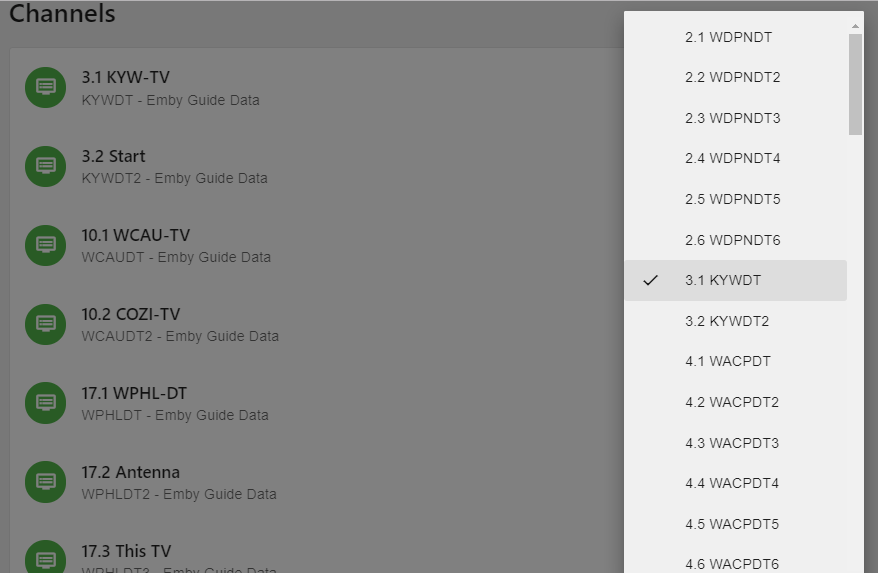 Channels
3.1 KYW-TV
KYWDT - Emby Guide Data
3.2 Start
KYWDT2 - Emby Guide Data
10.1 WCAU-TV
WCAUDT - Emby Guide Data
10.2 COZI-TV
WCAUDT2 - Emby Guide Data
17.1 WPHL-DT
WPHLDT - Emby Guide Data
17.2 Antenna
WPHLDT2 - Emby Guide Data
17.3 This TV
WPHLDT3 - Emby Guide Data
2.1 WDPNDT
2.2 WDPNDT2
2.3 WDPNDT3
2.4 WDPNDT4
2.5 WDPNDT5
2.6 WDPNDT6
3.1 KYWDT
3.2 KYWDT2
4.1 WACPDT
4.2 WACPDT2
4.3 WACPDT3
4.4 WACPDT4
4.5 WACPDT5
4.6 WACPDT6